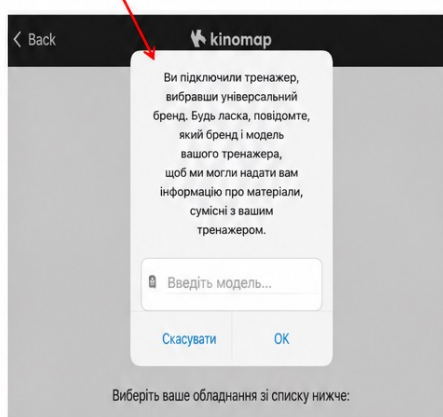 Back
kinomap
Ви підключили тренажер,
вибравши універсальний
бренд. Будь ласка, повідомте,
який бренд і модель
вашого тренажера,
щоб ми могли надати вам
інформацію про матеріали,
сумісні з вашим
тренажером.
Введіть модель...
Скасувати OK
Виберіть ваше обладнання зі списку нижче: